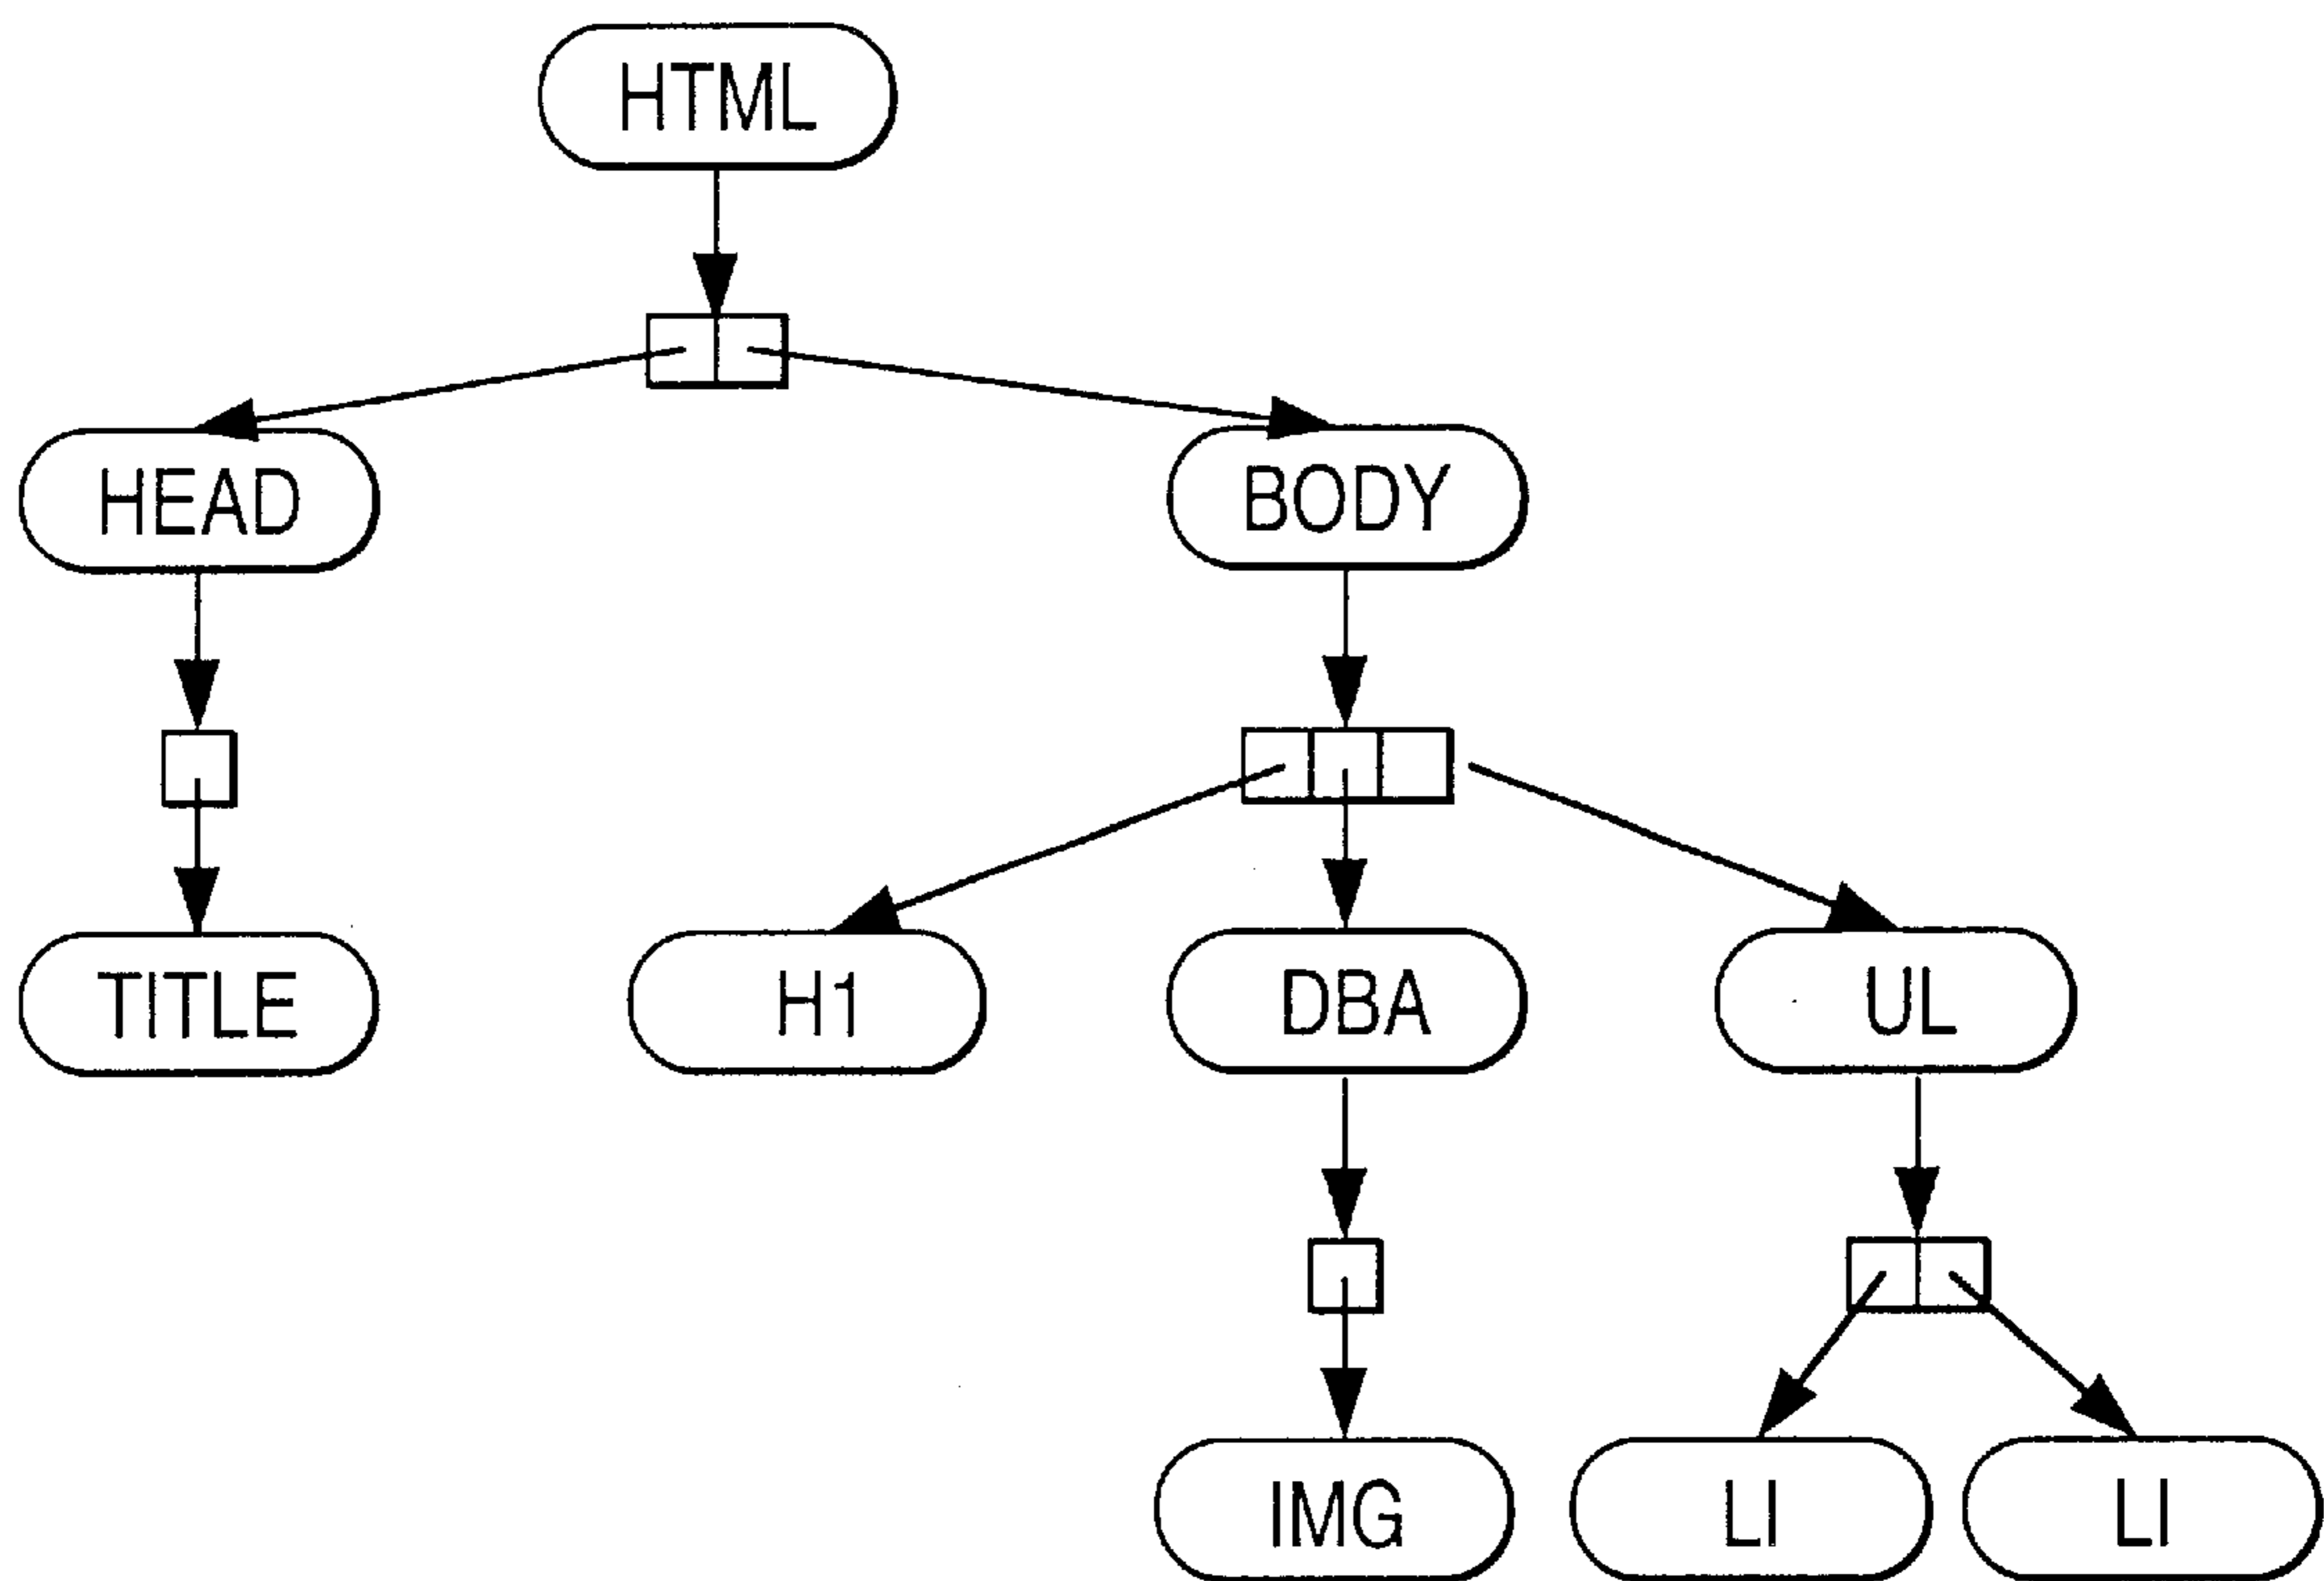 HTML
HEAD
BODY
TITLE
H1
DBA
UL
IMG
LI
LI